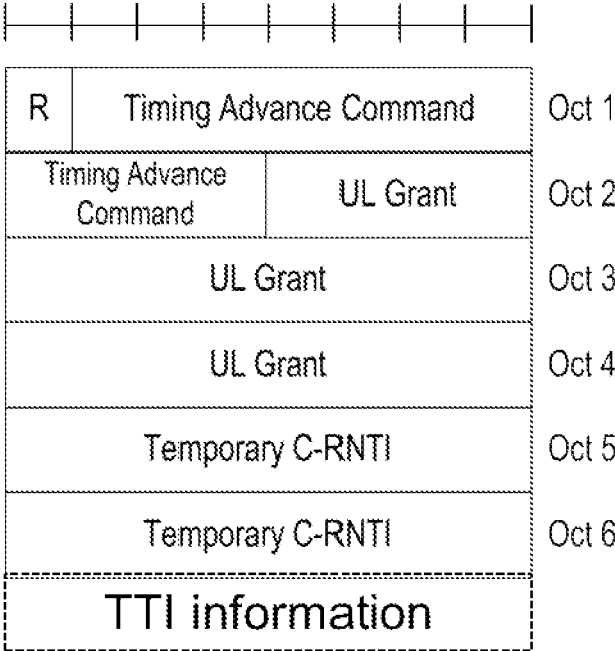 R Timing Advance Command Oct 1
Timing Advance
Command UL Grant Oct 2
UL Grant Oct 3
UL Grant Oct 4
Temporary C-RNTI Oct 5
Temporary C-RNTI Oct 6
TTI information